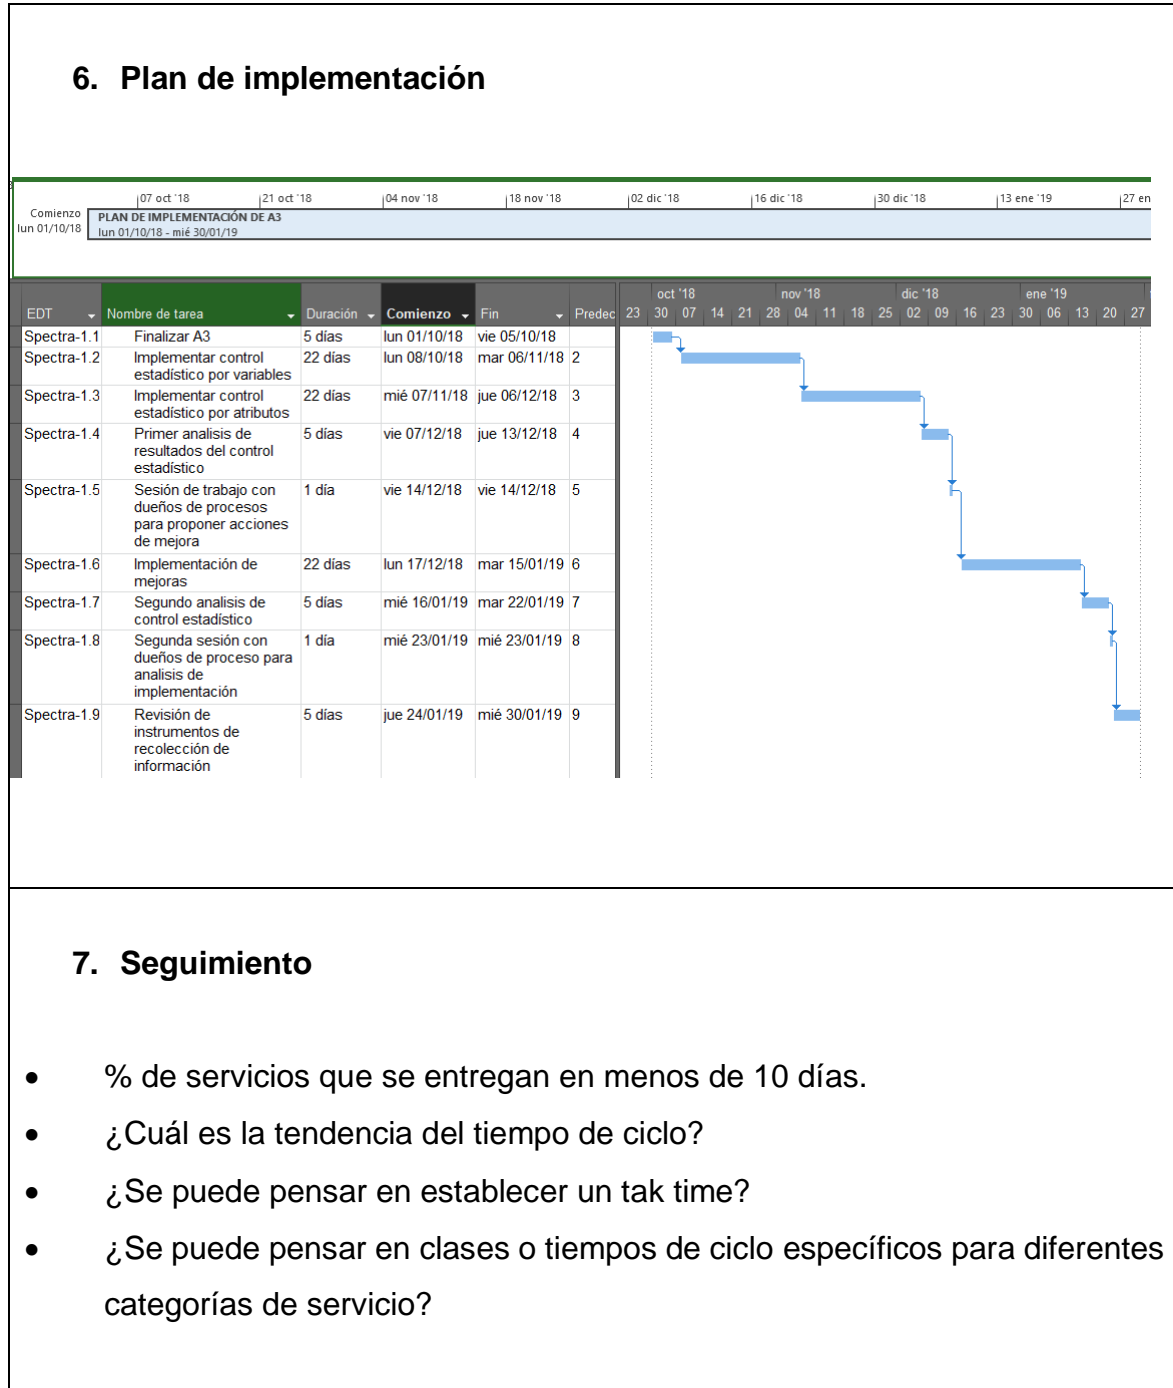 6. Plan de implementación
07 oct '18 21 oct '18 04 nov '18 18 nov '18 02 dic '18 16 dic '18 30 dic '18 13 ene '19 27 en
Comienzo
lun 01/10/18
PLAN DE IMPLEMENTACIÓN DE A3
lun 01/10/18 - mié 30/01/19
oct '18 nov '18 dic '18 ene '19
EDT Nombre de tarea Duración Comienzo Fin Predec 23 30 07 14 21 28 04 11 18 25 02 09 16 23 30 06 13 20 27
Spectra-1.1 Finalizar A3 5 días lun 01/10/18 vie 05/10/18
Spectra-1.2 Implementar control 22 días lun 08/10/18 mar 06/11/18 2
estadístico por variables
Spectra-1.3 Implementar control 22 días mié 07/11/18 jue 06/12/18 3
estadístico por atributos
Spectra-1.4 Primer analisis de 5 días vie 07/12/18 jue 13/12/18 4
resultados del control
estadístico
Spectra-1.5 Sesión de trabajo con 1 día vie 14/12/18 vie 14/12/18 5
dueños de procesos
para proponer acciones
de mejora
Spectra-1.6 Implementación de 22 días lun 17/12/18 mar 15/01/19 6
mejoras
Spectra-1.7 Segundo analisis de 5 días mié 16/01/19 mar 22/01/19 7
control estadístico
Spectra-1.8 Segunda sesión con 1 día mié 23/01/19 mié 23/01/19 8
dueños de proceso para
analisis de
implementación
Spectra-1.9 Revisión de 5 días jue 24/01/19 mié 30/01/19 9
instrumentos de
recolección de
información
7. Seguimiento
• % de servicios que se entregan en menos de 10 días.
• ¿Cuál es la tendencia del tiempo de ciclo?
• ¿Se puede pensar en establecer un tak time?
• ¿Se puede pensar en clases o tiempos de ciclo específicos para diferentes
categorías de servicio?